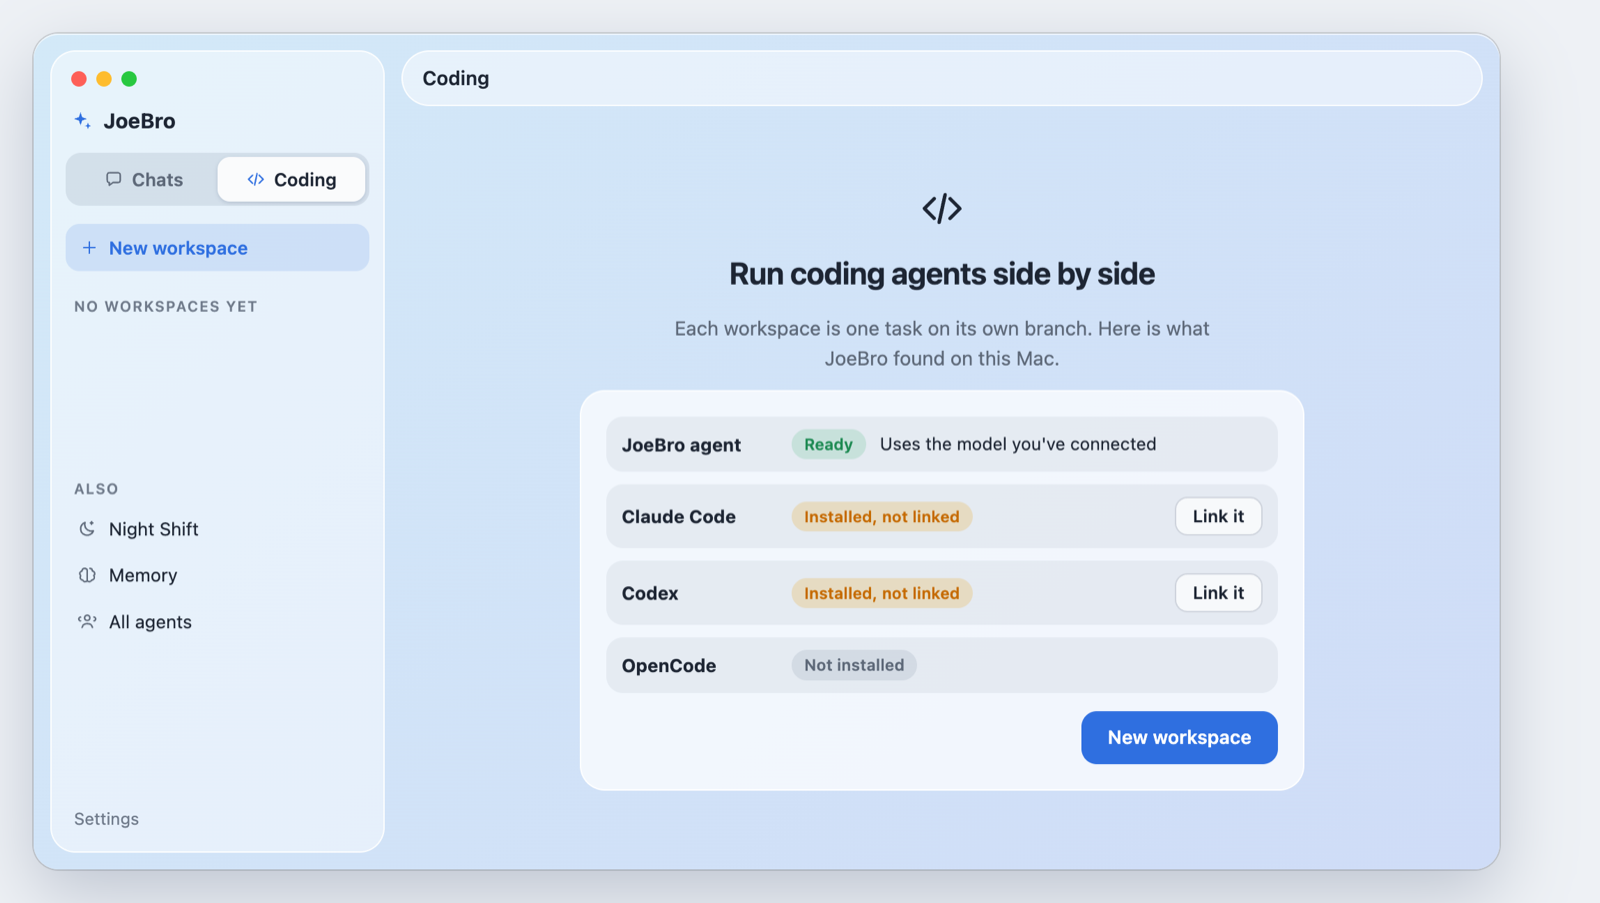 JoeBro
Chats
Coding
New workspace
NO WORKSPACES YET
ALSO
Night Shift
Memory
All agents
Settings
Coding
Run coding agents side by side
Each workspace is one task on its own branch. Here is what
JoeBro found on this Mac.
JoeBro agent Ready Uses the model you've connected
Claude Code Installed, not linked Link it
Codex Installed, not linked Link it
OpenCode Not installed
New workspace